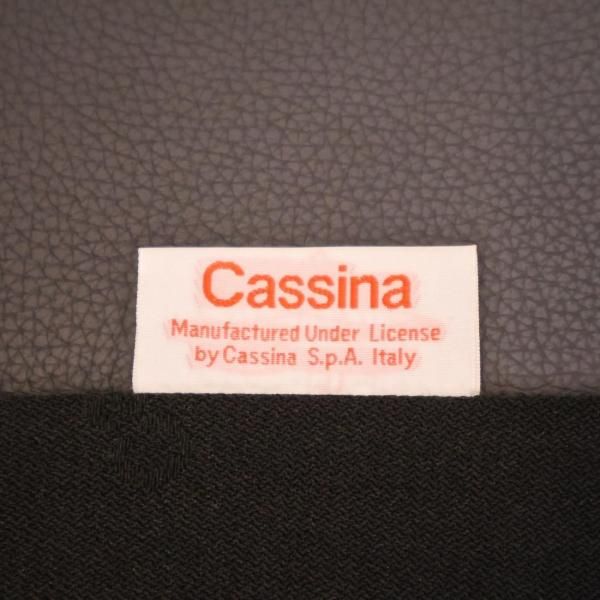 Cassina
Manufactured Under License
by Cassina S.p.A. Italy